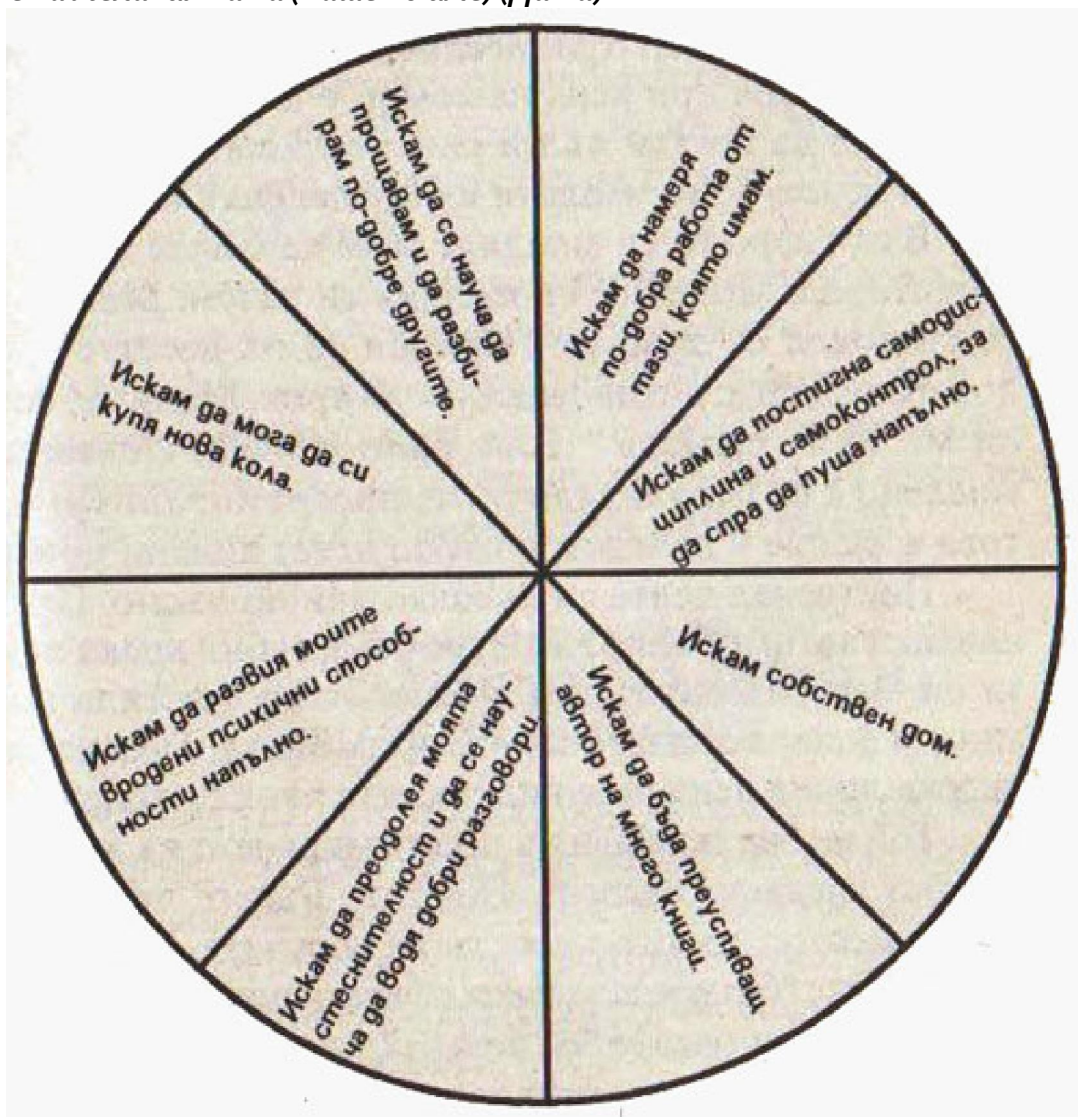 Искам да намеря
по-добра работа от
тази, която имам.
Искам да постигна самодис-
циплина и самоконтрол, за
да спра да пуша напълно.
Искам собствен дом.
Искам да бъда преуспяващ
автор на много книги.
Искам да преодолея моята
стеснителност и да се нау-
ча да водя добри разговори
Искам да развия моите
вродени психични способ-
ности напълно.
Искам да мога да си
купя нова кола.
Искам да се науча да
прощавам и да разби-
рам по-добре другите.